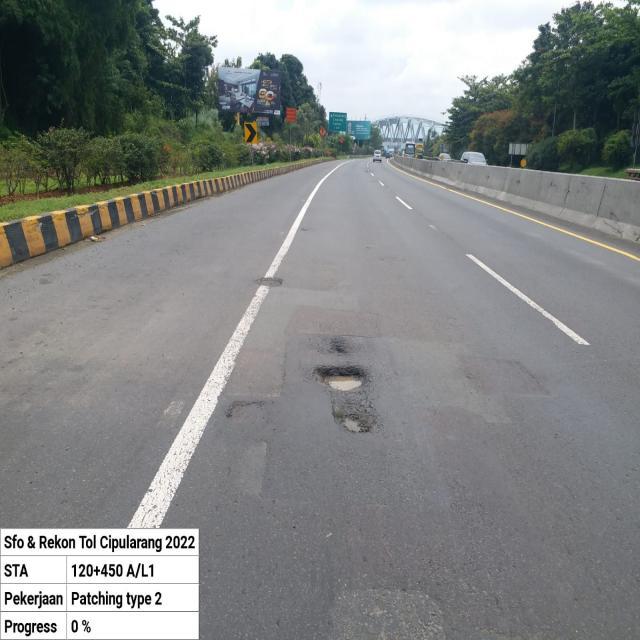 Sfo & Rekon Tol Cipularang 2022
STA 120+450 A/L1
Pekerjaan Patching type 2
Progress 0 %